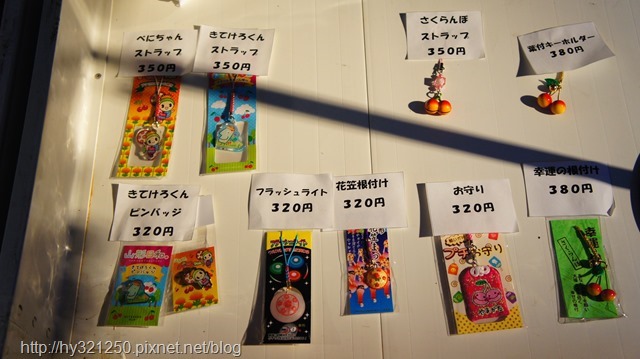 べにちゃん
ストラップ
350円
きてけろくん
ストラップ
350円
さくらんぼ
ストラップ
350円
葉付キーホルダー
380円
きてけろくん
ピンバッジ
320円
フラッシュライト
320円
花笠根付け
320円
お守り
320円
幸運の根付け
380円
http://hy321250.pixnet.net/blog